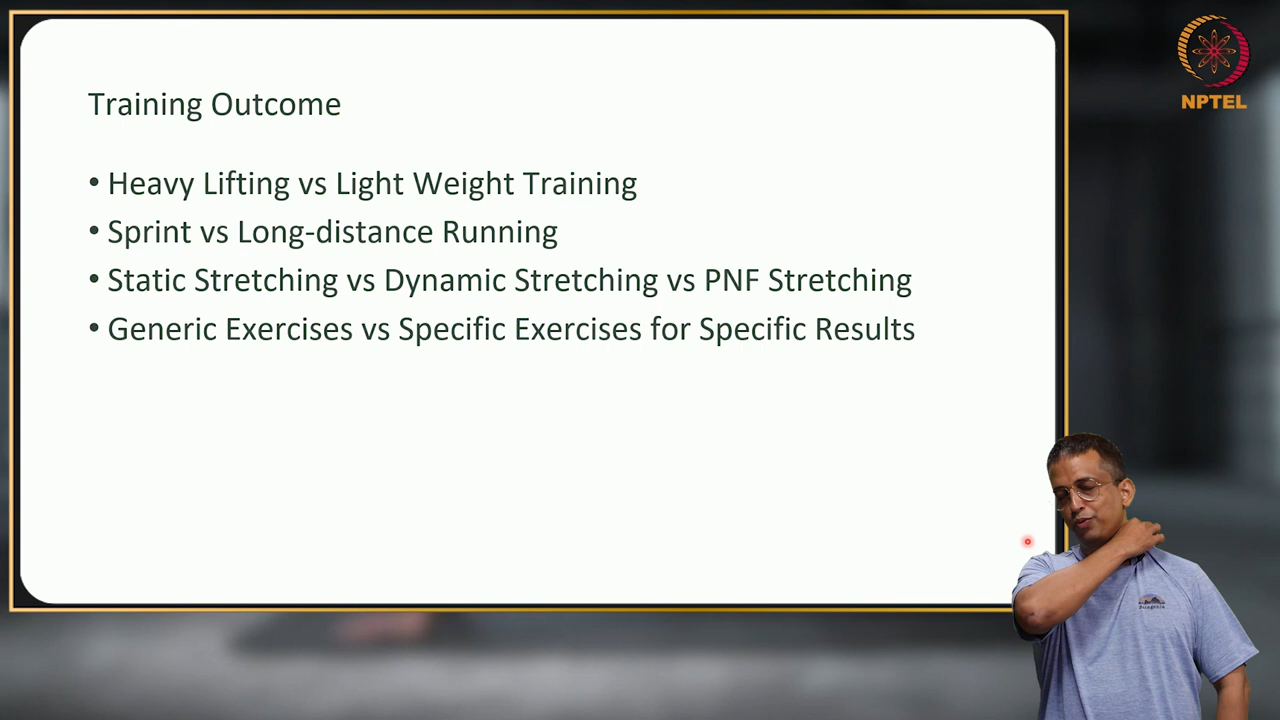 Training Outcome
• Heavy Lifting vs Light Weight Training
• Sprint vs Long-distance Running
• Static Stretching vs Dynamic Stretching vs PNF Stretching
• Generic Exercises vs Specific Exercises for Specific Results
NPTEL